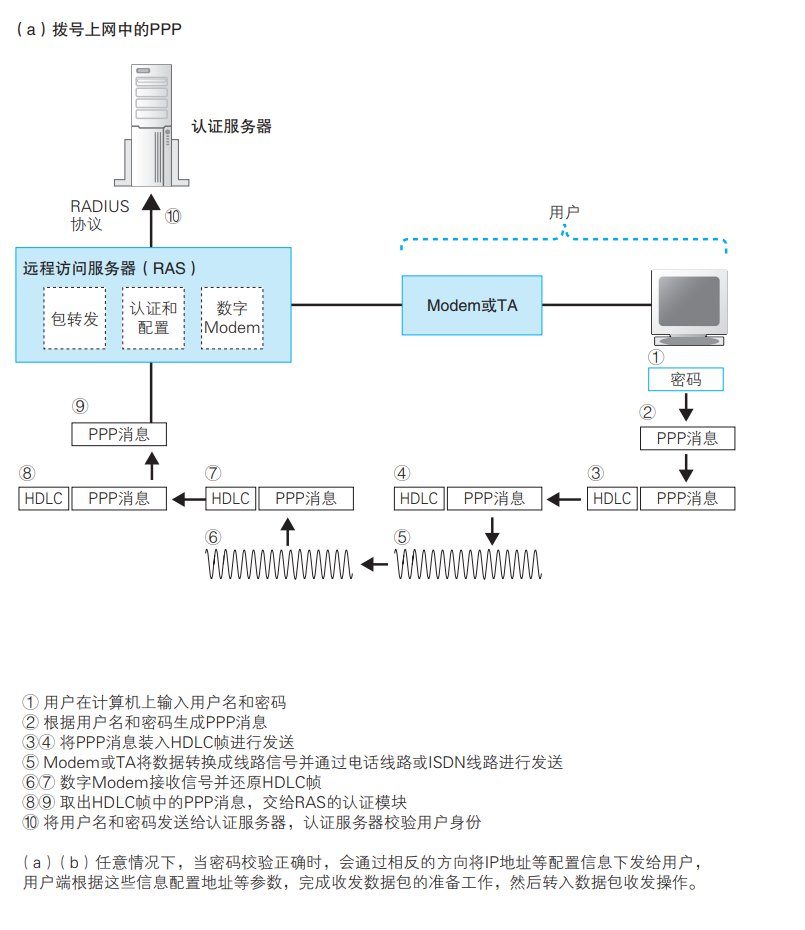 （a）拨号上网中的PPP
认证服务器
RADIUS
协议
⑩
用户
远程访问服务器（RAS）
包转发
认证和
配置
数字
Modem
Modem或TA
①
密码
⑨
②
PPP消息
PPP消息
⑧
⑦
④
③
HDLC
PPP消息
HDLC
PPP消息
HDLC
PPP消息
HDLC
PPP消息
⑥
⑤
① 用户在计算机上输入用户名和密码
② 根据用户名和密码生成PPP消息
③④ 将PPP消息装入HDLC帧进行发送
⑤ Modem或TA将数据转换成线路信号并通过电话线路或ISDN线路进行发送
⑥⑦ 数字Modem接收信号并还原HDLC帧
⑧⑨ 取出HDLC帧中的PPP消息，交给RAS的认证模块
⑩ 将用户名和密码发送给认证服务器，认证服务器校验用户身份
（a）（b）任意情况下，当密码校验正确时，会通过相反的方向将IP地址等配置信息下发给用户，
用户端根据这些信息配置地址等参数，完成收发数据包的准备工作，然后转入数据包收发操作。